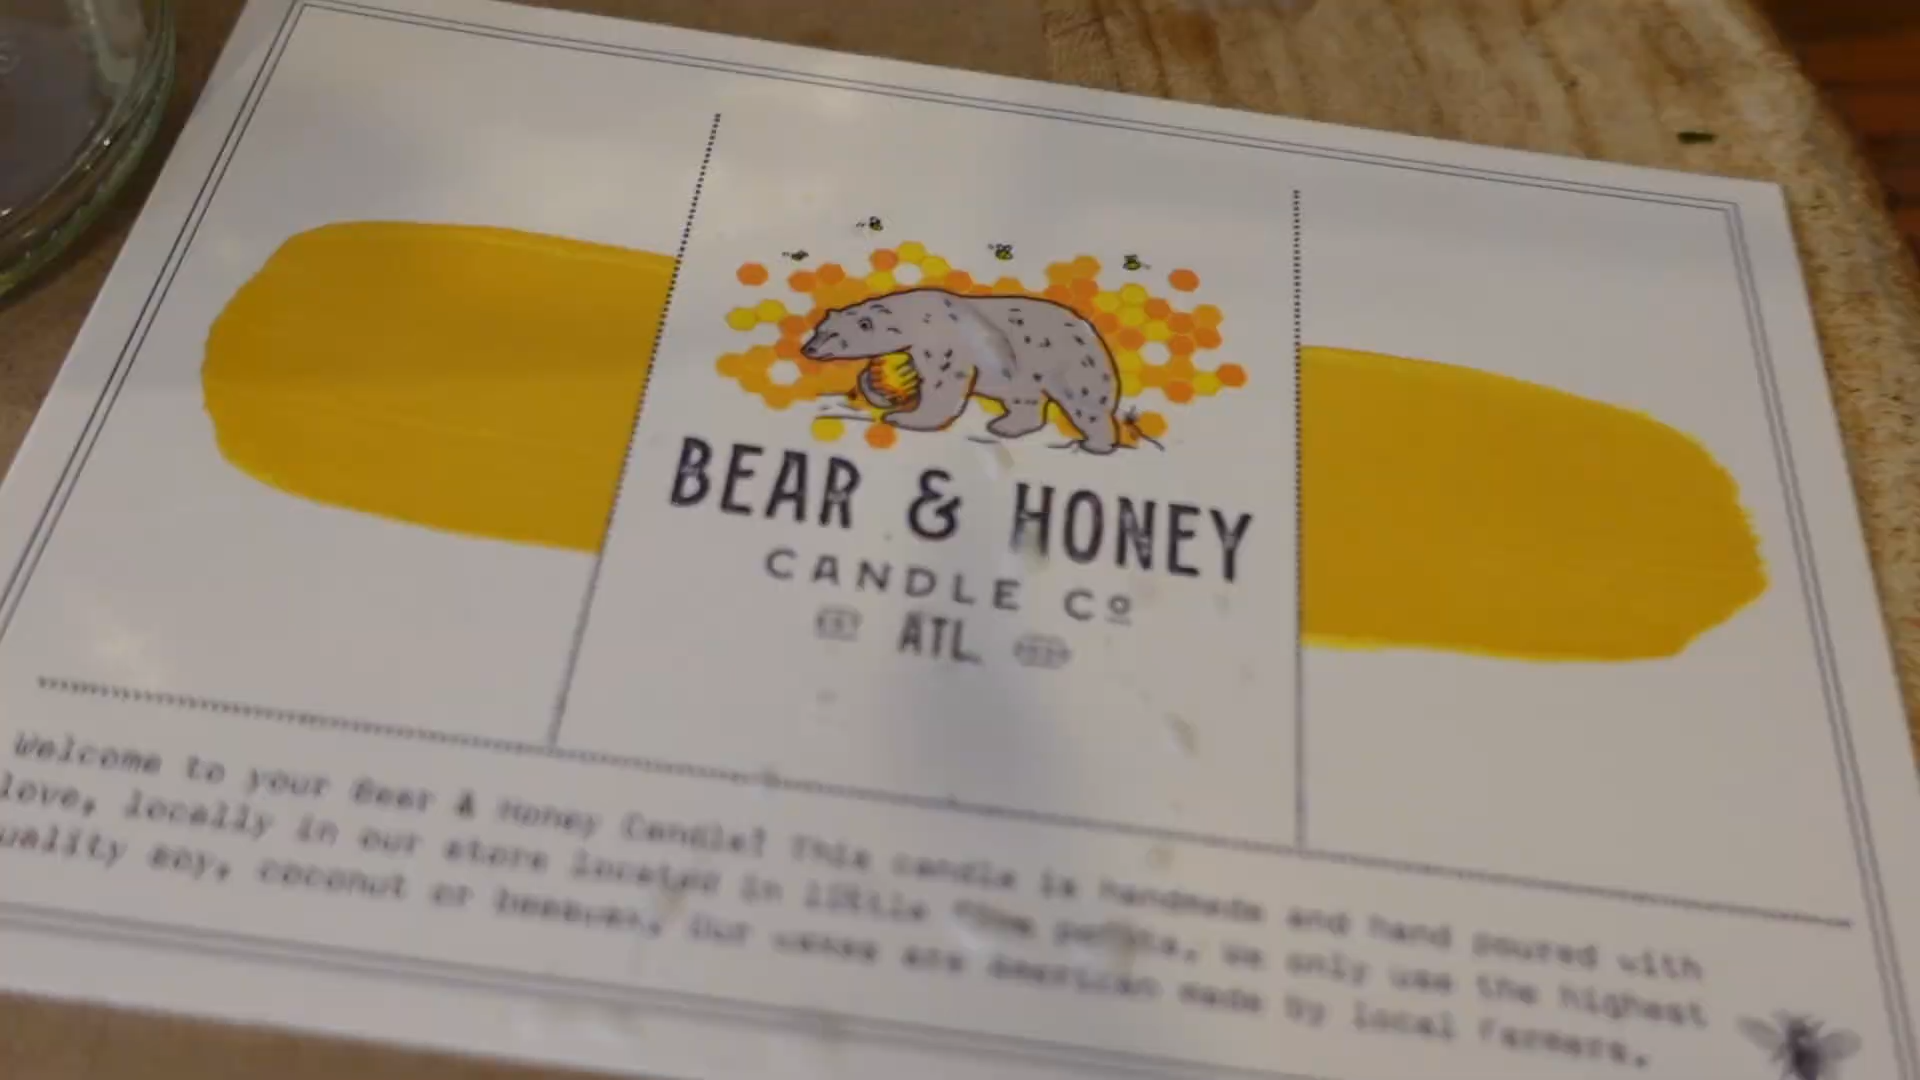 BEAR & HONEY
CANDLE Cº
ATL
Welcome to your Bear & Honey Candle! This candle is handmade and hand poured with
love, locally in our store located in little five points, we only use the highest
quality soy, coconut or beeswax. Our waxes are American made by local farmers.